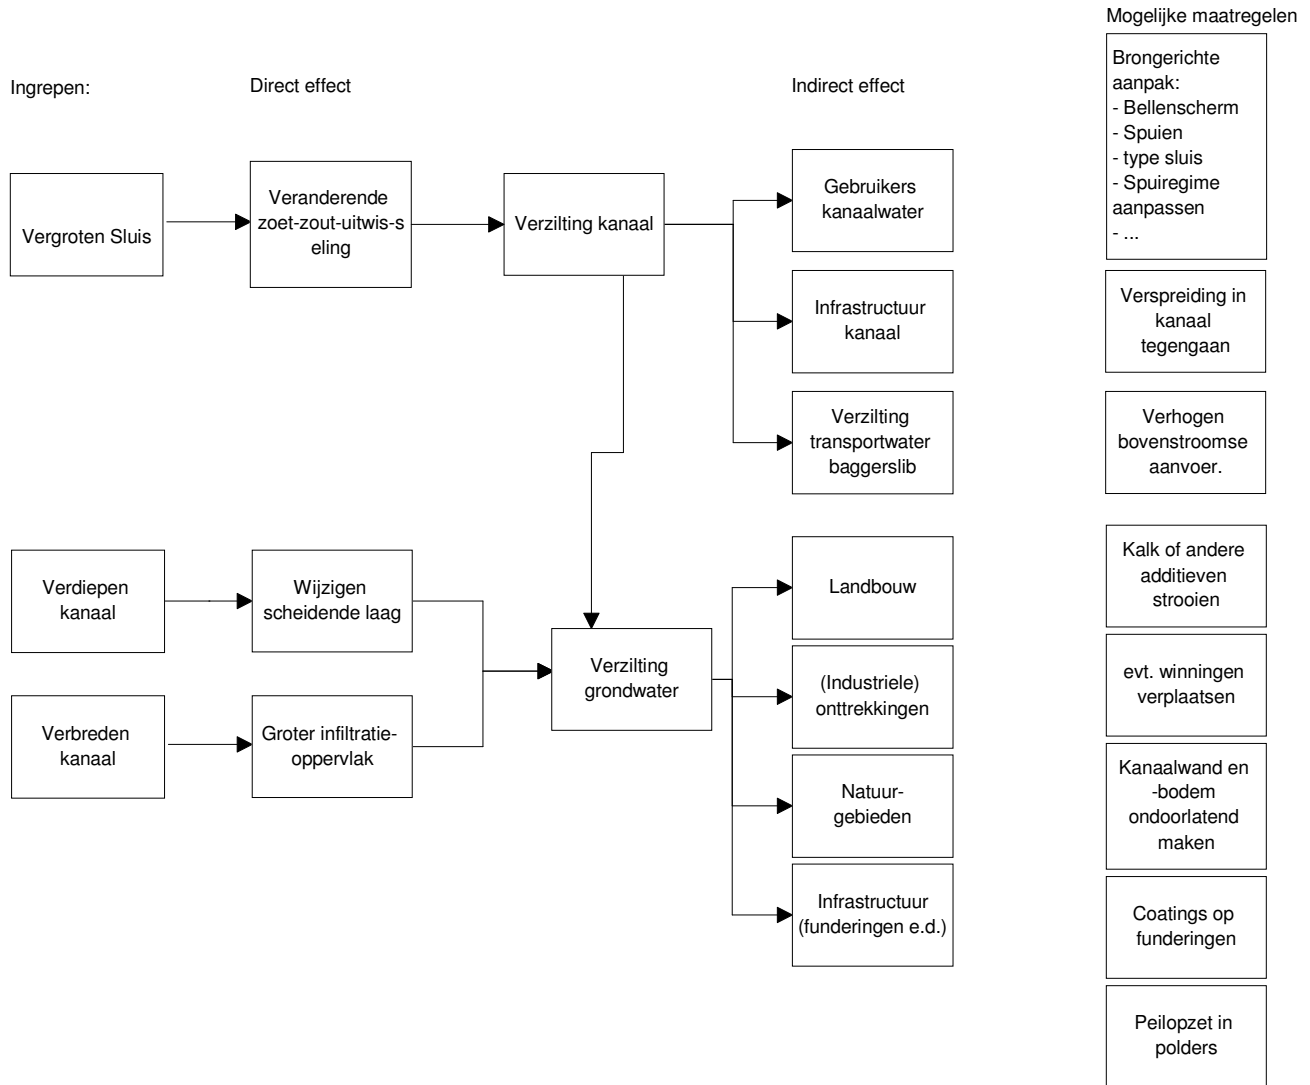 Mogelijke maatregelen
Ingrepen:
Direct effect
Indirect effect
Brongerichte
aanpak:
- Bellenscherm
- Spuien
- type sluis
- Spuiregime
aanpassen
- ...
Vergroten Sluis
Veranderende
zoet-zout-uitwis-s
eling
Verzilting kanaal
Gebruikers
kanaalwater
Infrastructuur
kanaal
Verspreiding in
kanaal
tegengaan
Verzilting
transportwater
baggerslib
Verhogen
bovenstroomse
aanvoer.
Verdiepen
kanaal
Wijzigen
scheidende laag
Landbouw
Kalk of andere
additieven
strooien
Verzilting
grondwater
(Industriele)
onttrekkingen
evt. winningen
verplaatsen
Verbreden
kanaal
Groter infiltratie-
oppervlak
Natuur-
gebieden
Kanaalwand en
-bodem
ondoorlatend
maken
Infrastructuur
(funderingen e.d.)
Coatings op
funderingen
Peilopzet in
polders